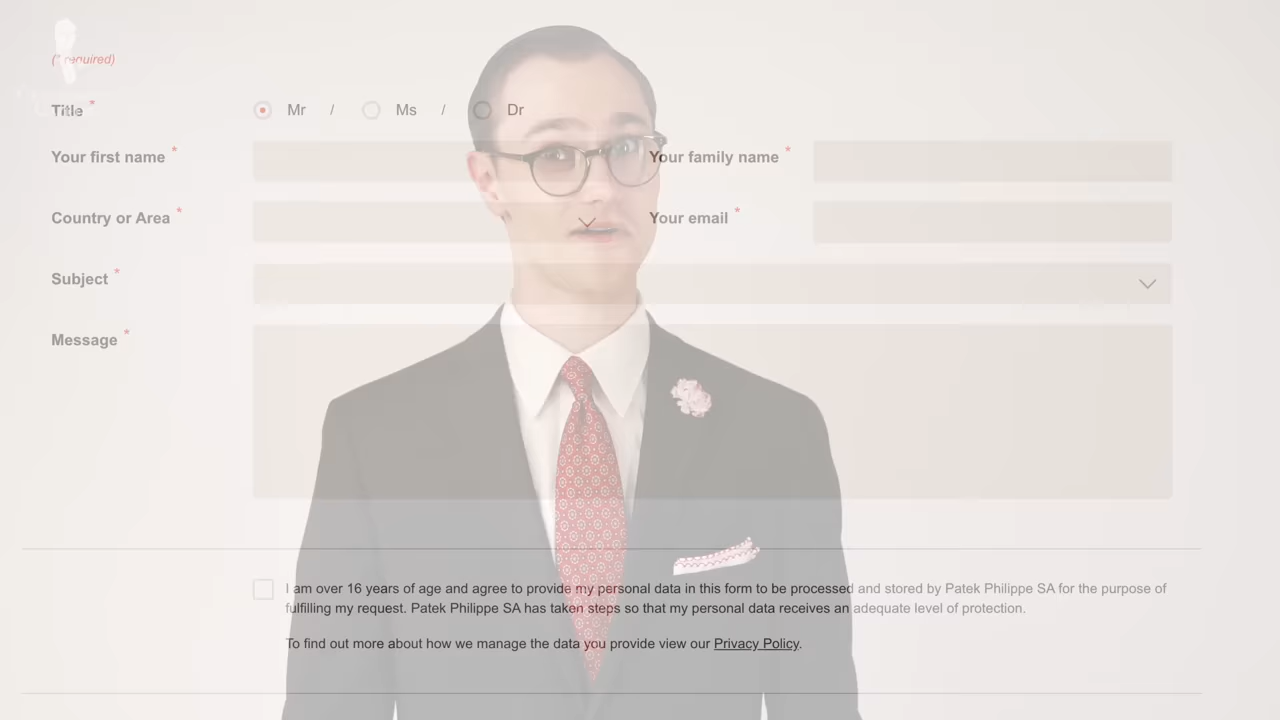 (* required)
Title *
Mr / Ms / Dr
Your first name *
Your family name *
Country or Area *
Your email *
Subject *
Message *
I am over 16 years of age and agree to provide my personal data in this form to be processed and stored by Patek Philippe SA for the purpose of
fulfilling my request. Patek Philippe SA has taken steps so that my personal data receives an adequate level of protection.
To find out more about how we manage the data you provide view our Privacy Policy.